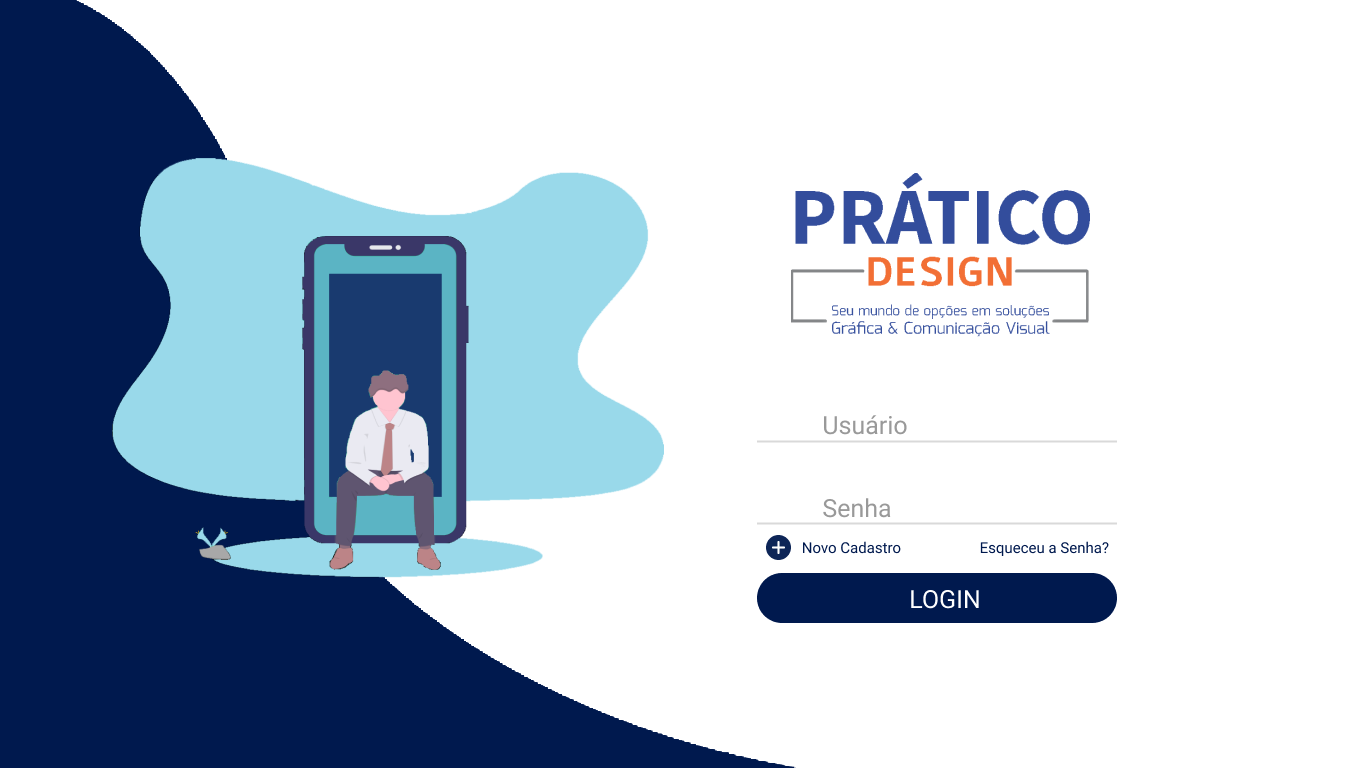 PRÁTICO
DESIGN
Seu mundo de opções em soluções
Gráfica & Comunicação Visual
Usuário
Senha
Novo Cadastro Esqueceu a Senha?
LOGIN